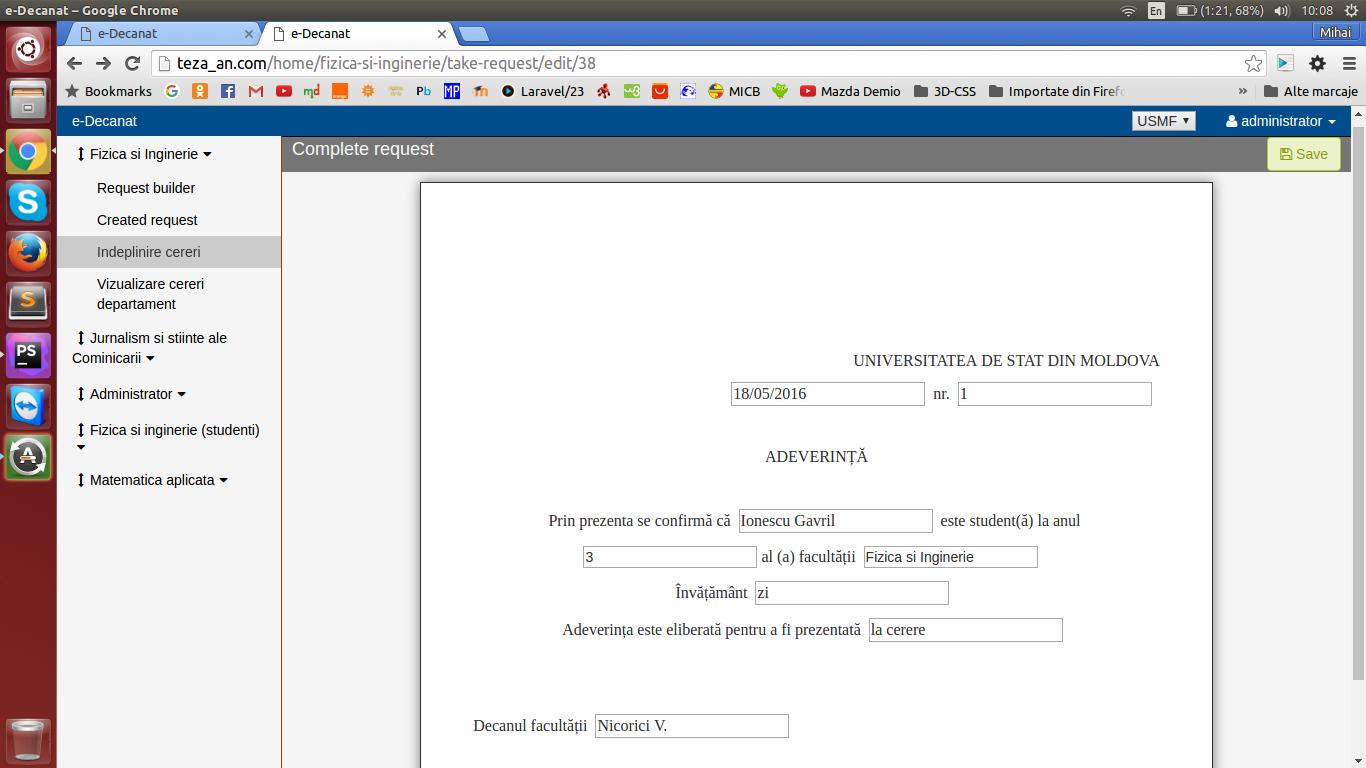 e-Decanat – Google Chrome
En (1:21, 68%) 10:08
e-Decanat
e-Decanat
Mihai
teza_an.com/home/fizica-si-inginerie/take-request/edit/38
Bookmarks Laravel/23 MICB Mazda Demio 3D-CSS Importate din Firefo » Alte marcaje
e-Decanat
USMF administrator
Fizica si Inginerie
Request builder
Created request
Indeplinire cereri
Vizualizare cereri
departament
Jurnalism si stiinte ale
Cominicarii
Administrator
Fizica si inginerie (studenti)
Matematica aplicata
Complete request
Save
UNIVERSITATEA DE STAT DIN MOLDOVA
18/05/2016 nr. 1
ADEVERINȚĂ
Prin prezenta se confirmă că Ionescu Gavril este student(ă) la anul
3 al (a) facultății Fizica si Inginerie
Învățământ zi
Adeverința este eliberată pentru a fi prezentată la cerere
Decanul facultății Nicorici V.